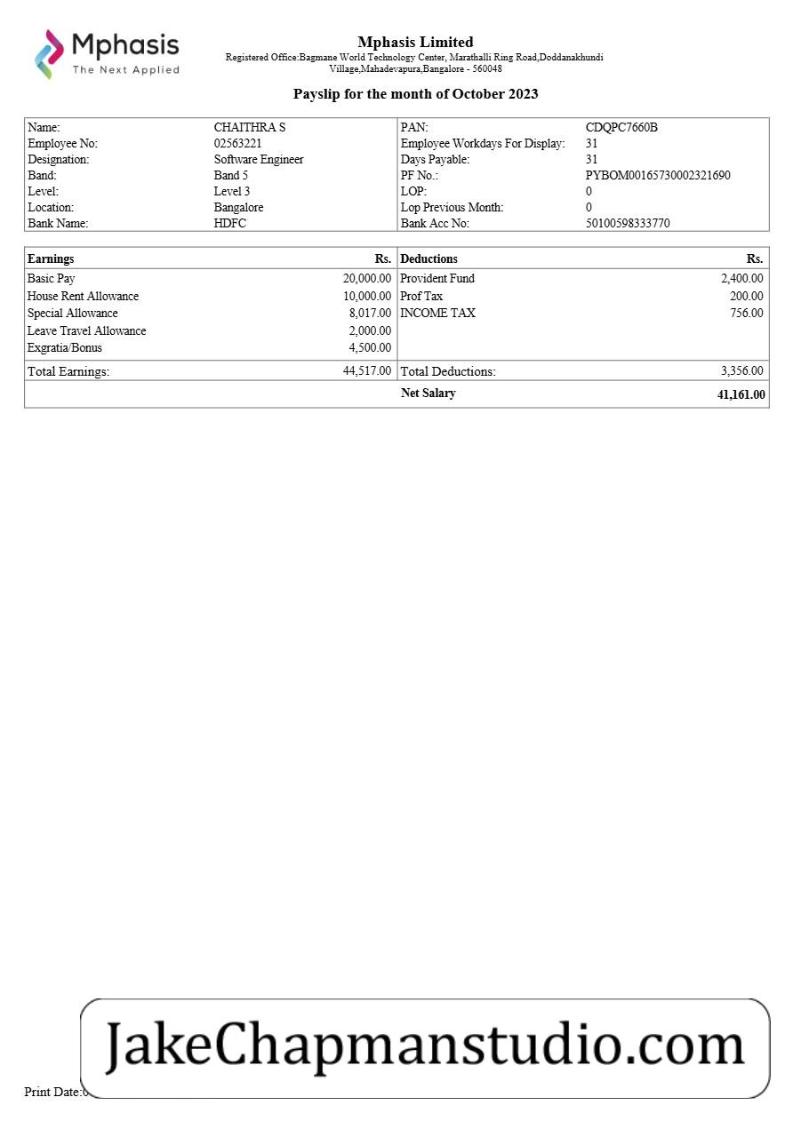 Mphasis
The Next Applied
Mphasis Limited
Registered Office:Bagmane World Technology Center, Marathalli Ring Road,Doddanakhundi
Village,Mahadevapura,Bangalore - 560048
Payslip for the month of October 2023
Name: CHAITHRA S PAN: CDQPC7660B
Employee No: 02563221 Employee Workdays For Display: 31
Designation: Software Engineer Days Payable: 31
Band: Band 5 PF No.: PYBOM00165730002321690
Level: Level 3 LOP: 0
Location: Bangalore Lop Previous Month: 0
Bank Name: HDFC Bank Acc No: 50100598333770
Earnings Rs. Deductions Rs.
Basic Pay 20,000.00 Provident Fund 2,400.00
House Rent Allowance 10,000.00 Prof Tax 200.00
Special Allowance 8,017.00 INCOME TAX 756.00
Leave Travel Allowance 2,000.00
Exgratia/Bonus 4,500.00
Total Earnings: 44,517.00 Total Deductions: 3,356.00
Net Salary 41,161.00
JakeChapmanstudio.com
Print Date: